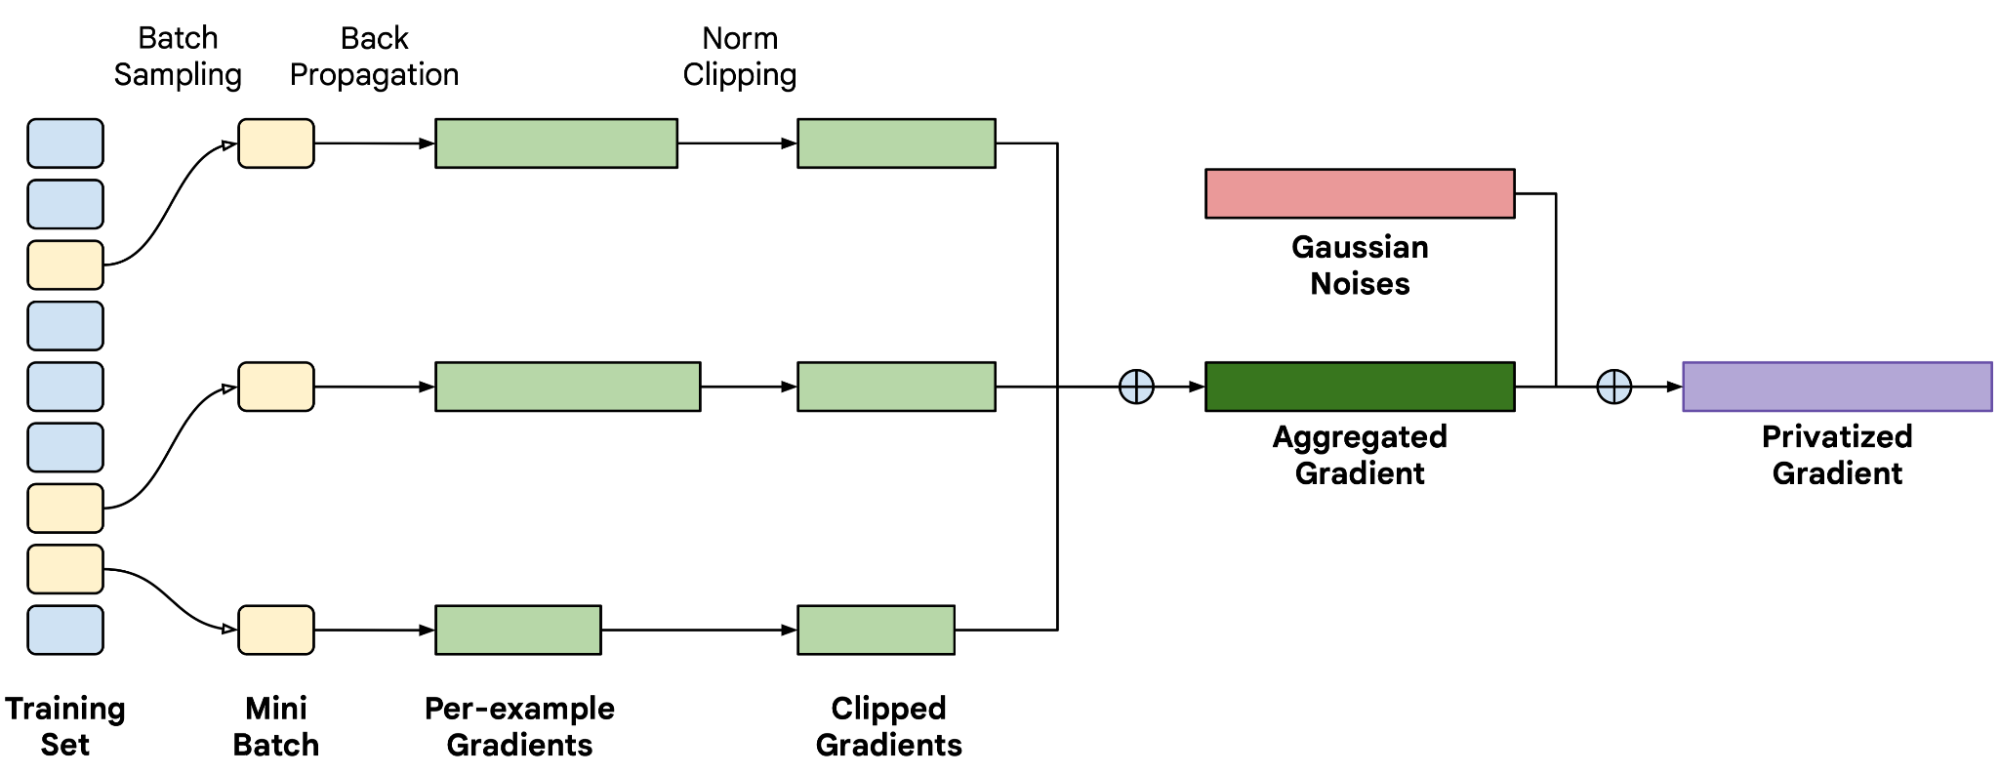 Batch
Sampling
Back
Propagation
Norm
Clipping
Gaussian
Noises
Aggregated
Gradient
Privatized
Gradient
Training
Set
Mini
Batch
Per-example
Gradients
Clipped
Gradients